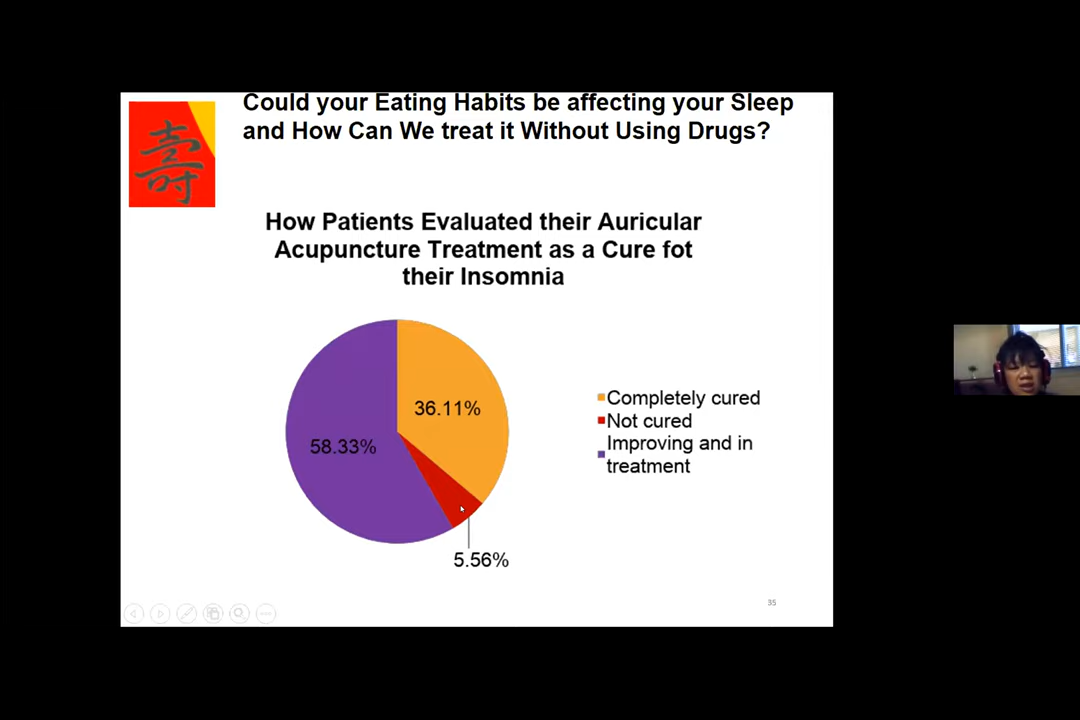 Could your Eating Habits be affecting your Sleep
and How Can We treat it Without Using Drugs?
壽
How Patients Evaluated their Auricular
Acupuncture Treatment as a Cure fot
their Insomnia
36.11%
58.33%
5.56%
Completely cured
Not cured
Improving and in
treatment
35